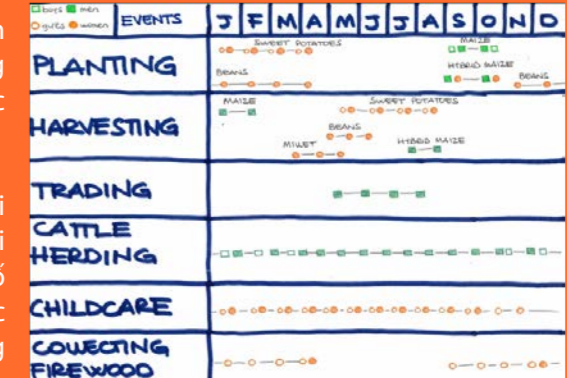 boys men
girls women
EVENTS J F M A M J J A S O N D
PLANTING
SWEET POTATOES
MAIZE
BEANS
HYBRID MAIZE
BEANS
HARVESTING
MAIZE
SWEET POTATOES
BEANS
MILLET
HYBRID MAIZE
TRADING
CATTLE
HERDING
CHILDCARE
COLLECTING
FIREWOOD